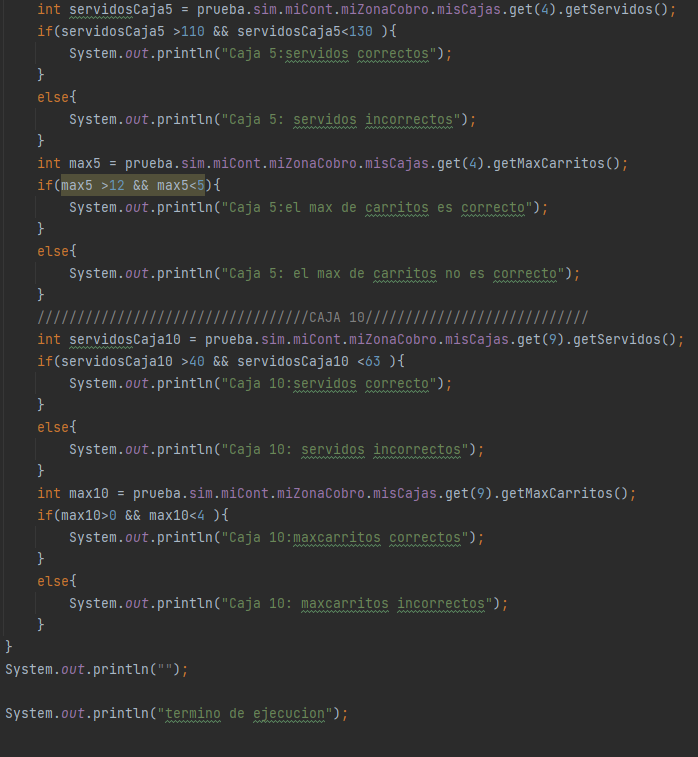 int servidosCaja5 = prueba.sim.miCont.miZonaCobro.misCajas.get(4).getServidos();
if(servidosCaja5 >110 && servidosCaja5<130 ){
System.out.println("Caja 5:servidos correctos");
}
else{
System.out.println("Caja 5: servidos incorrectos");
}
int max5 = prueba.sim.miCont.miZonaCobro.misCajas.get(4).getMaxCarritos();
if(max5 >12 && max5<5){
System.out.println("Caja 5:el max de carritos es correcto");
}
else{
System.out.println("Caja 5: el max de carritos no es correcto");
}
//////////////////////////////////CAJA 10////////////////////////////
int servidosCaja10 = prueba.sim.miCont.miZonaCobro.misCajas.get(9).getServidos();
if(servidosCaja10 >40 && servidosCaja10 <63 ){
System.out.println("Caja 10:servidos correcto");
}
else{
System.out.println("Caja 10: servidos incorrectos");
}
int max10 = prueba.sim.miCont.miZonaCobro.misCajas.get(9).getMaxCarritos();
if(max10>0 && max10<4 ){
System.out.println("Caja 10:maxcarritos correctos");
}
else{
System.out.println("Caja 10: maxcarritos incorrectos");
}
}
System.out.println("");
System.out.println("termino de ejecucion");